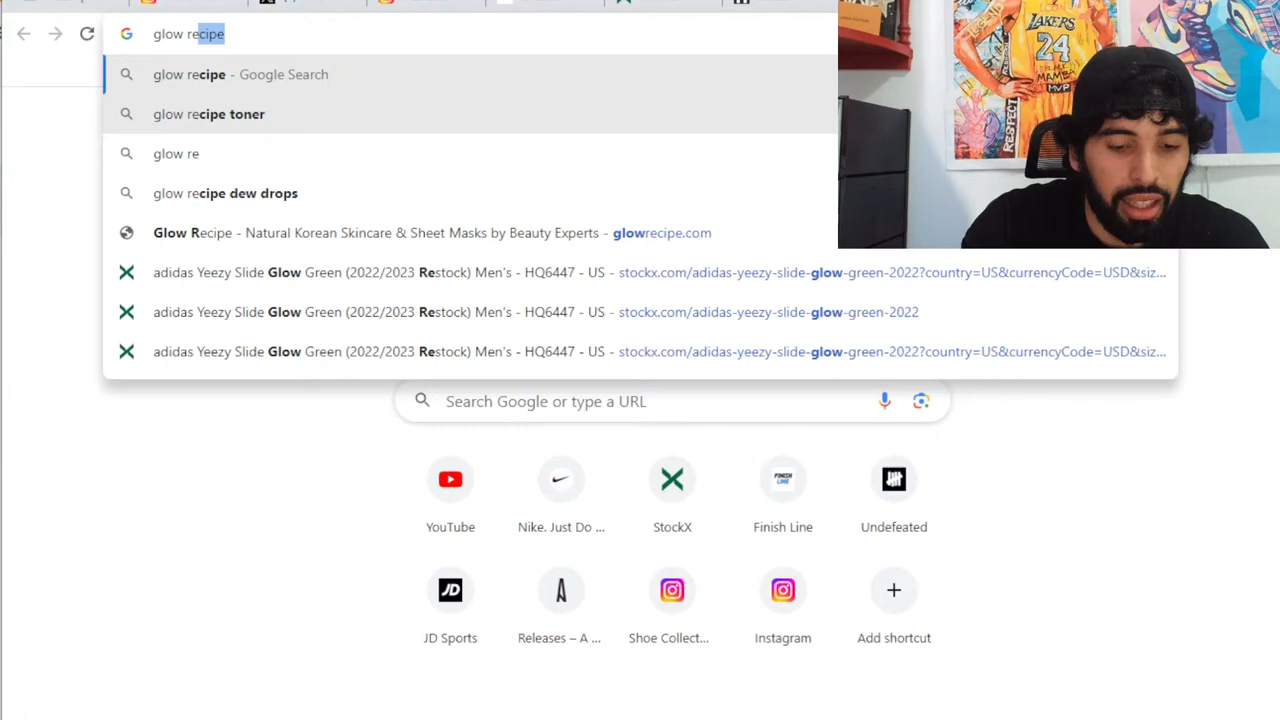 glow recipe
glow recipe - Google Search
glow recipe toner
glow re
glow recipe dew drops
Glow Recipe - Natural Korean Skincare & Sheet Masks by Beauty Experts - glowrecipe.com
adidas Yeezy Slide Glow Green (2022/2023 Restock) Men's - HQ6447 - US - stockx.com/adidas-yeezy-slide-glow-green-2022?country=US&currencyCode=USD&siz...
adidas Yeezy Slide Glow Green (2022/2023 Restock) Men's - HQ6447 - US - stockx.com/adidas-yeezy-slide-glow-green-2022
adidas Yeezy Slide Glow Green (2022/2023 Restock) Men's - HQ6447 - US - stockx.com/adidas-yeezy-slide-glow-green-2022?country=US&currencyCode=USD&siz...
Search Google or type a URL
FINISH LINE
YouTube Nike. Just Do ... StockX Finish Line Undefeated
JD
JD Sports Releases – A ... Shoe Collect... Instagram Add shortcut
LAKERS
24
MAMBA
MVP
RESPECT